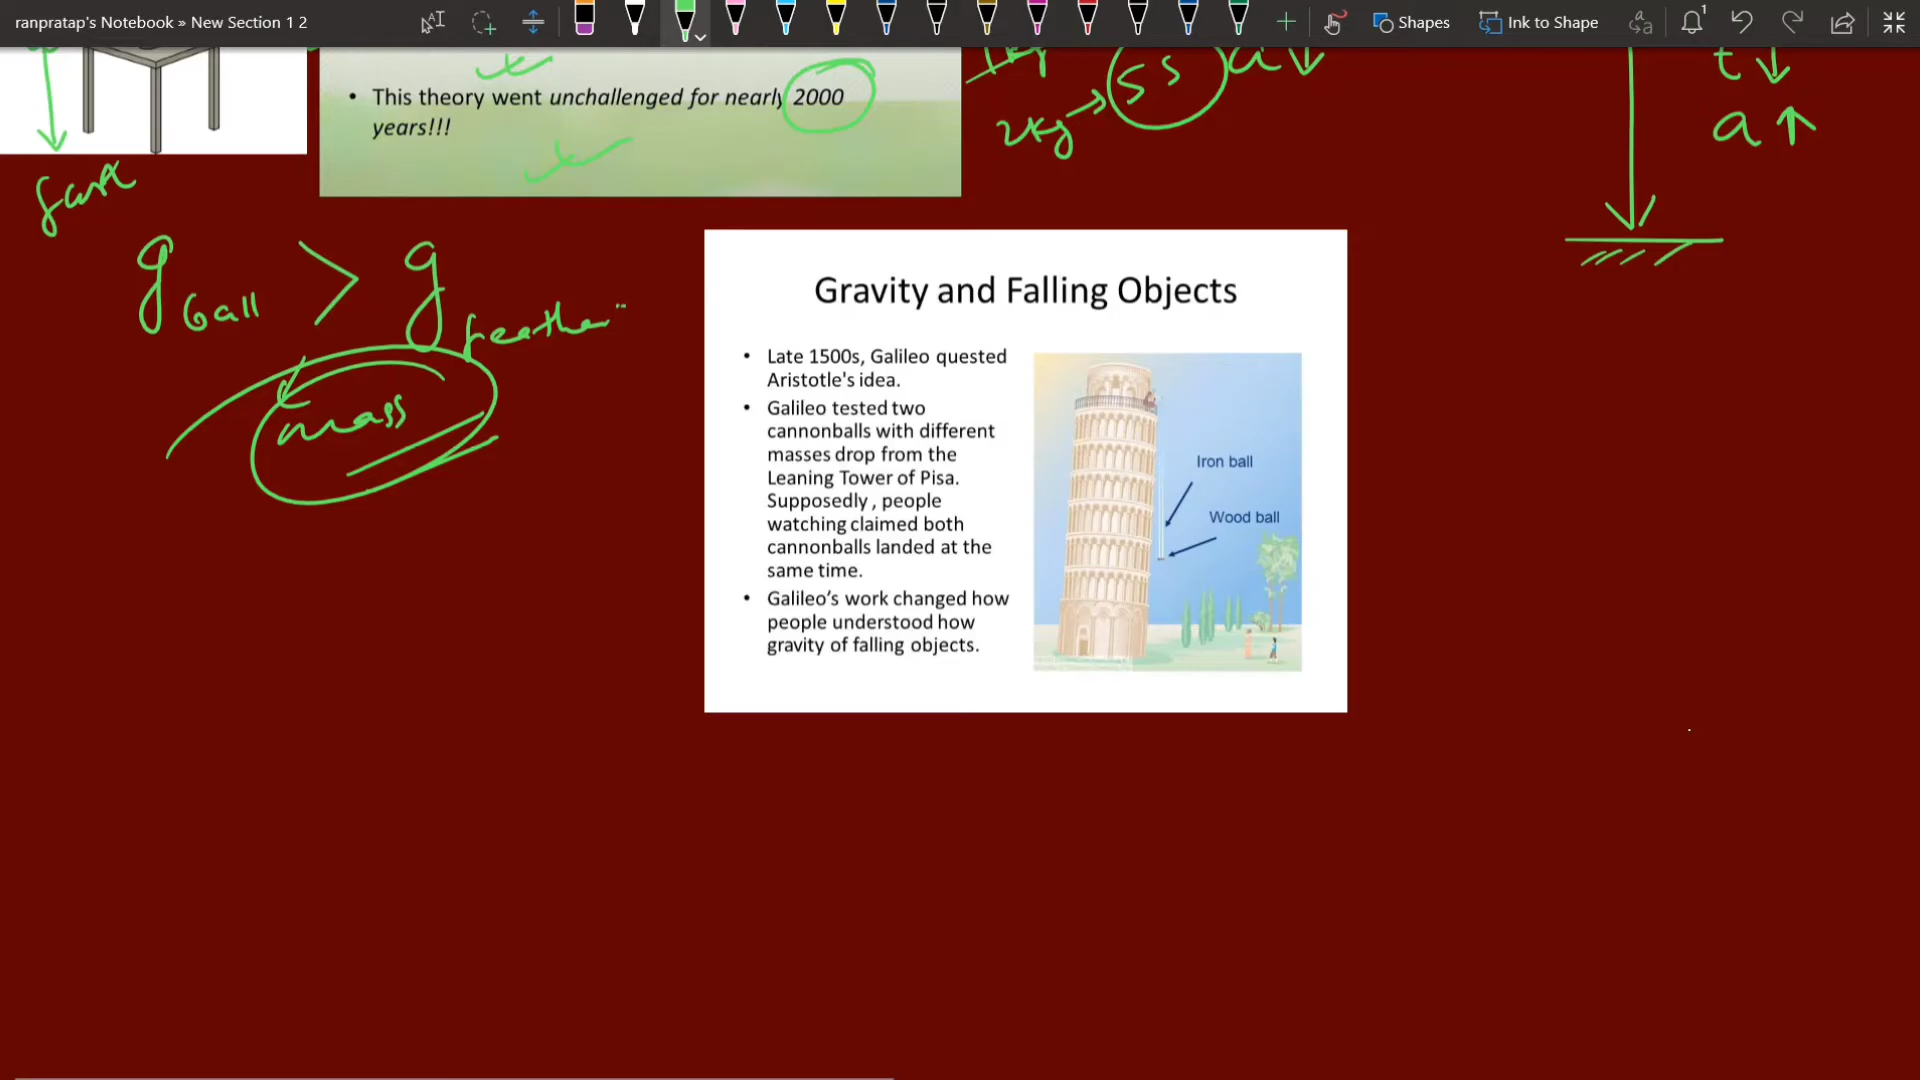 ranpratap's Notebook » New Section 1 2
Shapes
Ink to Shape
1
• This theory went unchallenged for nearly 2000
years!!!
5s
a ↓
2kg →
t ↓
a ↑
fast
g ball > g feather
mass
Gravity and Falling Objects
• Late 1500s, Galileo quested
Aristotle's idea.
• Galileo tested two
cannonballs with different
masses drop from the
Leaning Tower of Pisa.
Supposedly, people
watching claimed both
cannonballs landed at the
same time.
• Galileo's work changed how
people understood how
gravity of falling objects.
Iron ball
Wood ball